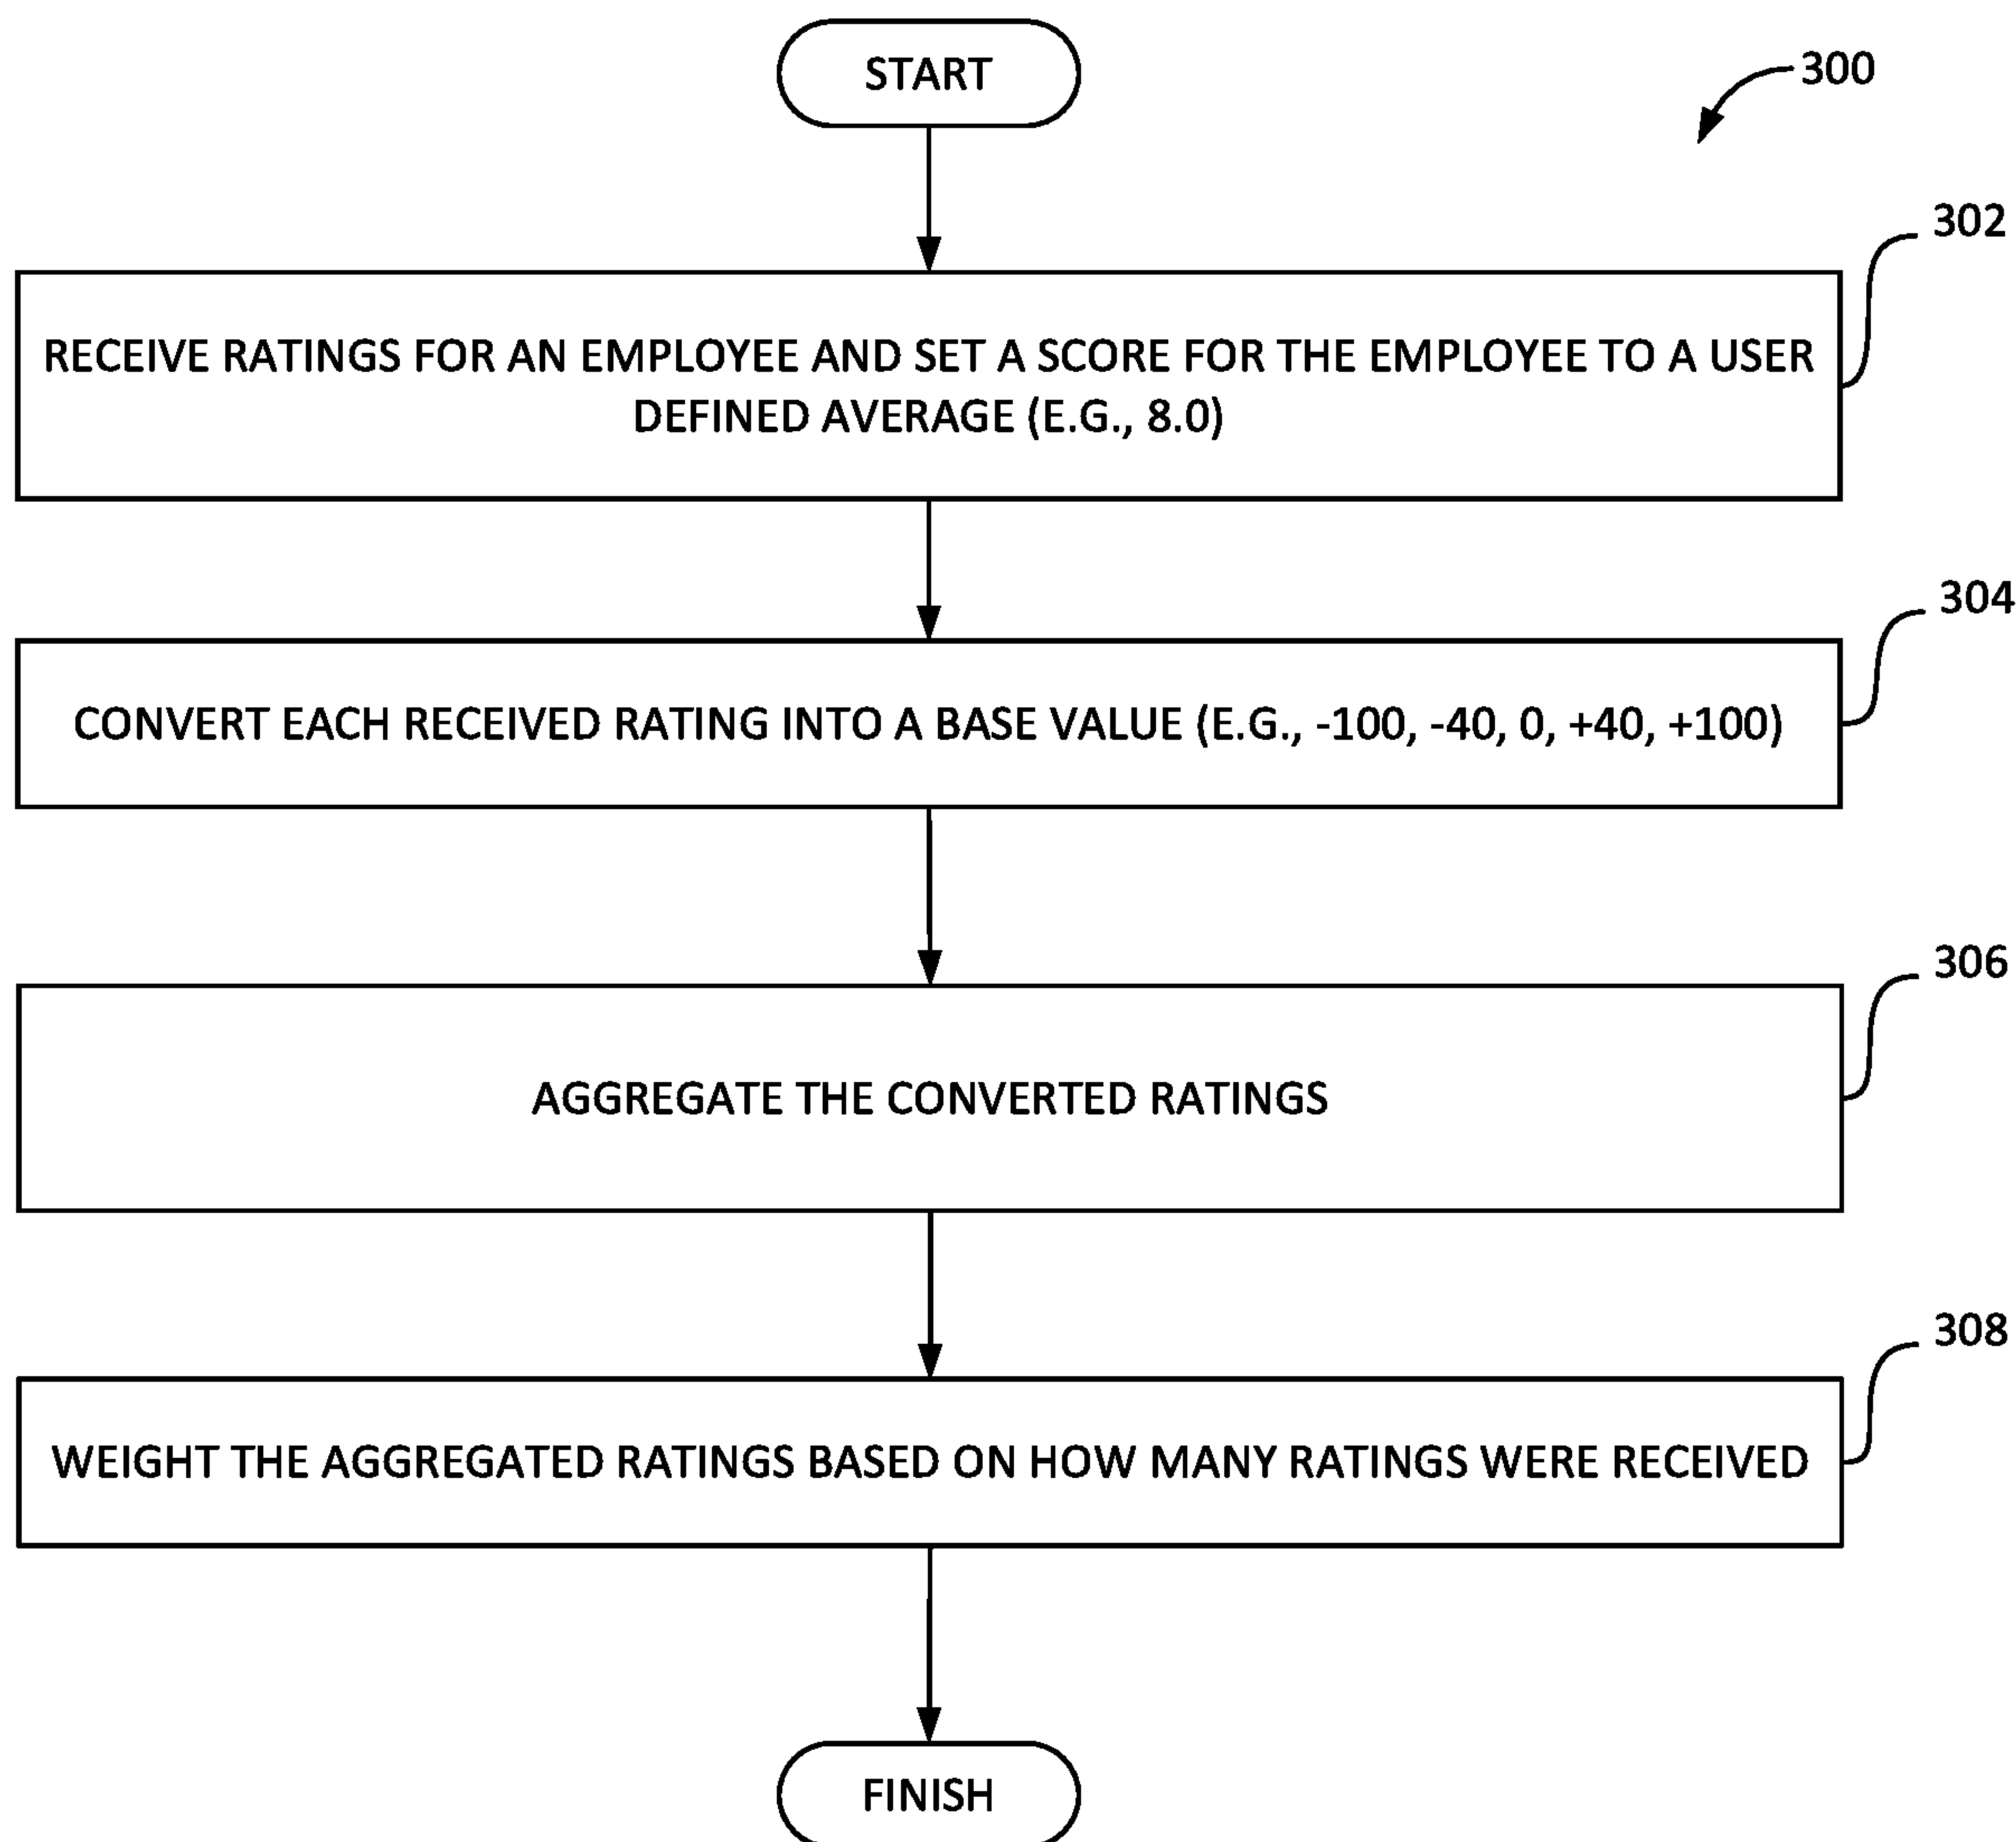 START
300
302
RECEIVE RATINGS FOR AN EMPLOYEE AND SET A SCORE FOR THE EMPLOYEE TO A USER
DEFINED AVERAGE (E.G., 8.0)
304
CONVERT EACH RECEIVED RATING INTO A BASE VALUE (E.G., -100, -40, 0, +40, +100)
306
AGGREGATE THE CONVERTED RATINGS
308
WEIGHT THE AGGREGATED RATINGS BASED ON HOW MANY RATINGS WERE RECEIVED
FINISH